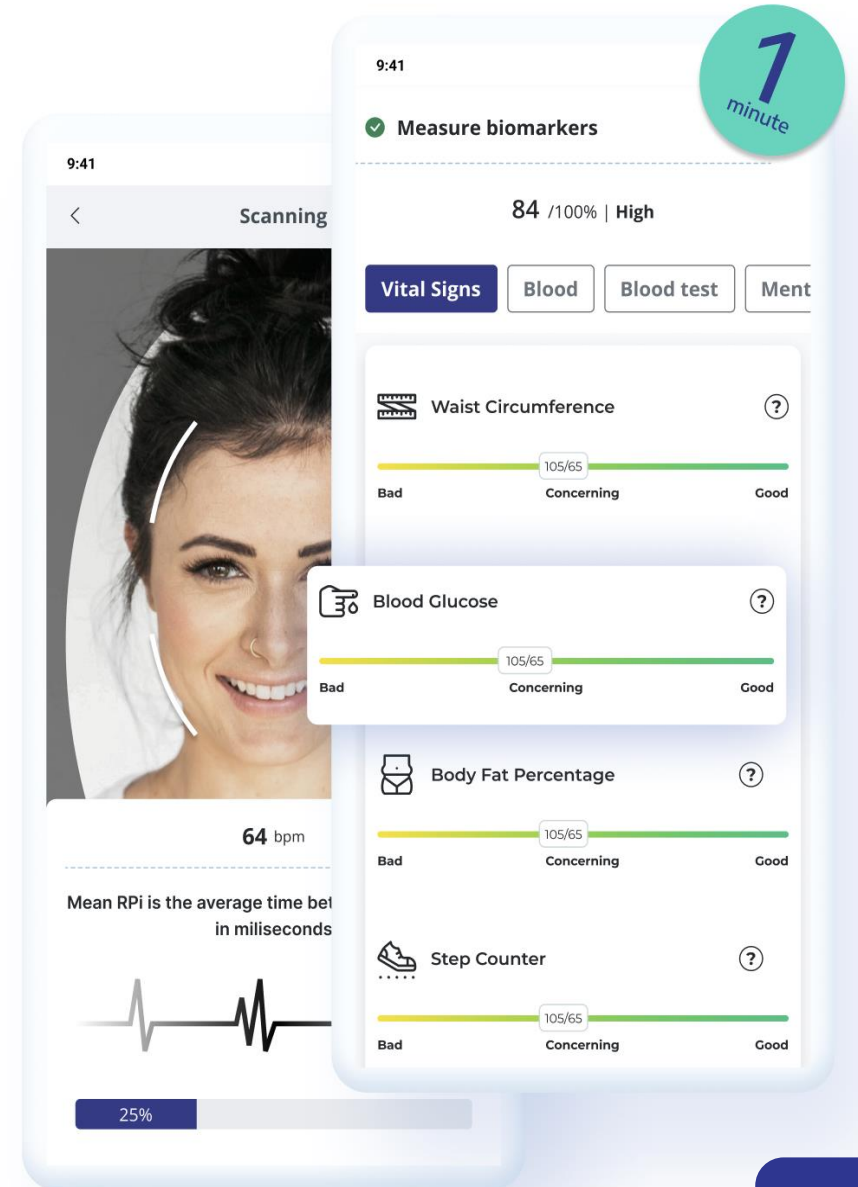 9:41
Scanning
64 bpm
Mean RPi is the average time bet
in miliseconds
25%
1
minute
9:41
Measure biomarkers
84 /100% | High
Vital Signs
Blood
Blood test
Ment
Waist Circumference
?
105/65
Bad Concerning Good
Blood Glucose
?
105/65
Bad Concerning Good
Body Fat Percentage
?
105/65
Bad Concerning Good
Step Counter
?
105/65
Bad Concerning Good